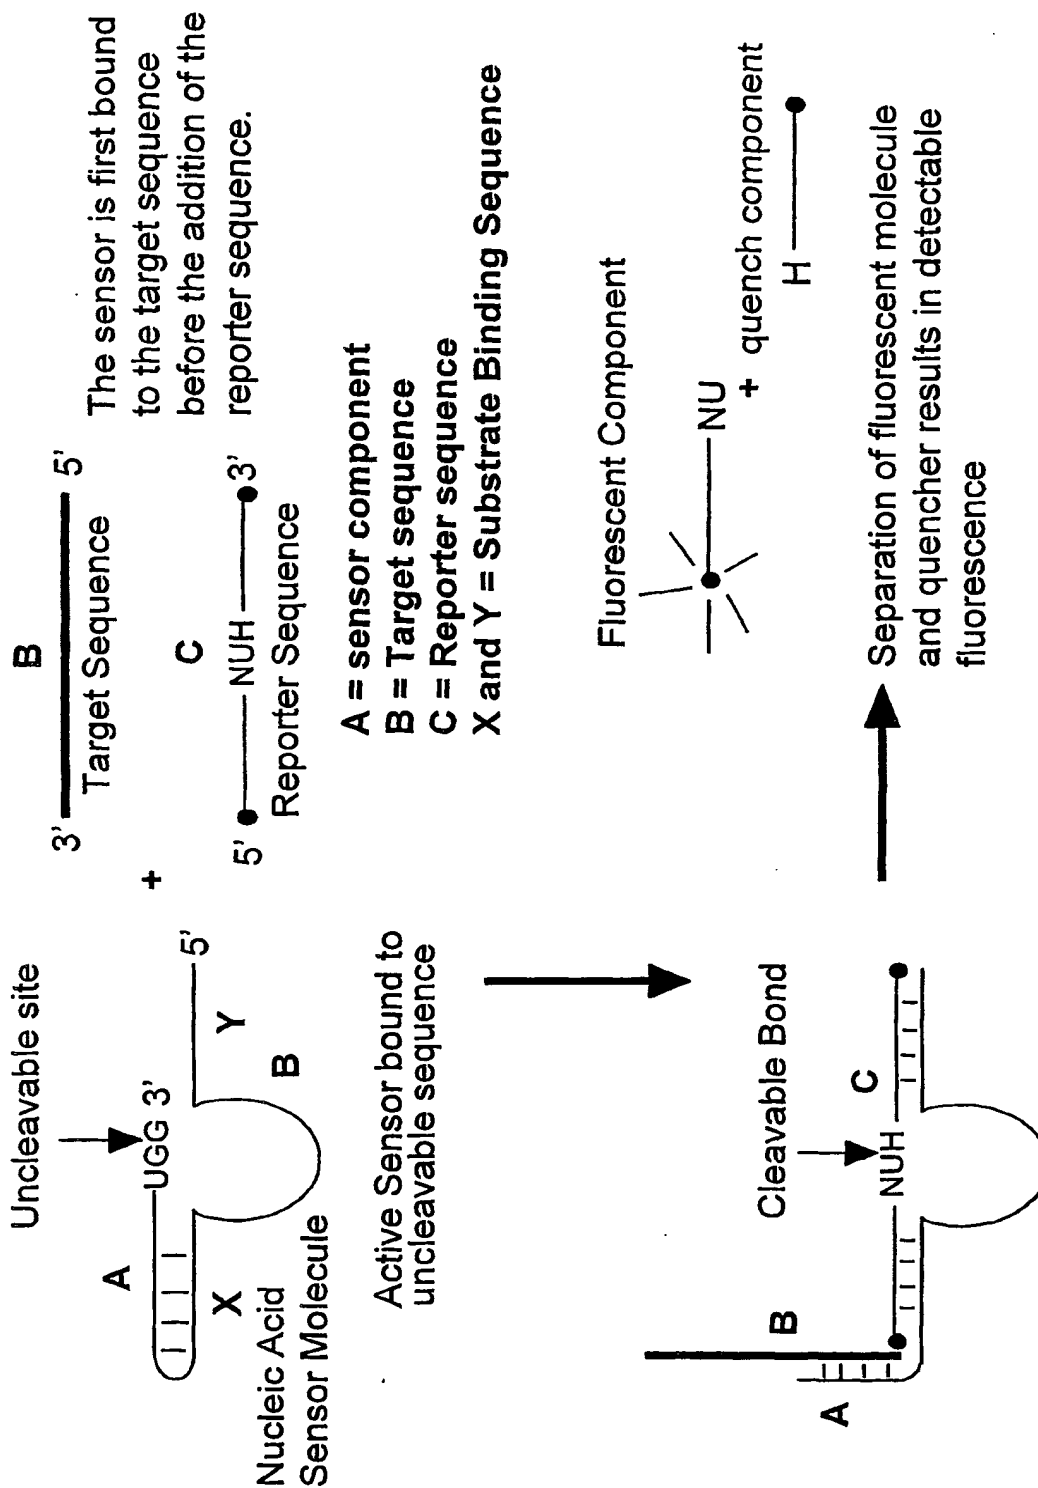 Uncleavable site
UGG 3'
A
X
Y
5'
B
Nucleic Acid
Sensor Molecule
+
B
3'
5'
Target Sequence
C
5'
NUH
3'
Reporter Sequence
The sensor is first bound
to the target sequence
before the addition of the
reporter sequence.
A = sensor component
B = Target sequence
C = Reporter sequence
X and Y = Substrate Binding Sequence
Active Sensor bound to
uncleavable sequence
Cleavable Bond
B
A
NUH
C
Fluorescent Component
NU
+ quench component
H
Separation of fluorescent molecule
and quencher results in detectable
fluorescence